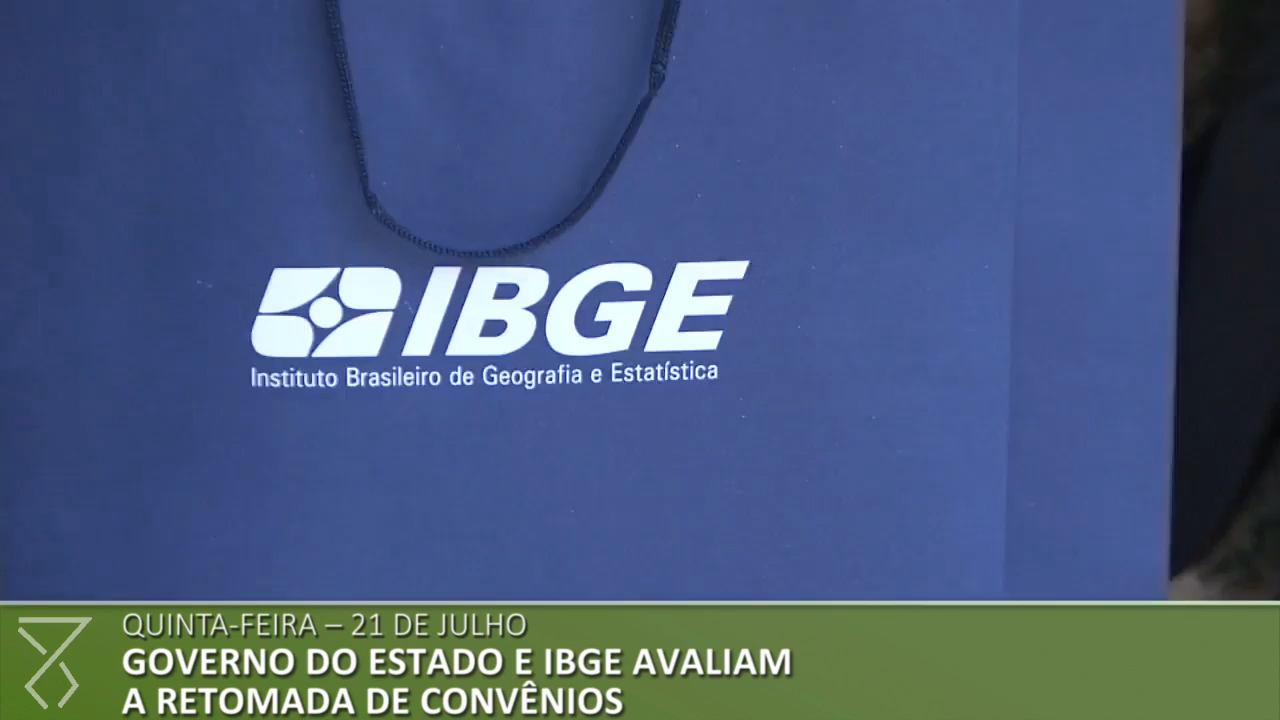 IBGE
Instituto Brasileiro de Geografia e Estatística
QUINTA-FEIRA – 21 DE JULHO
GOVERNO DO ESTADO E IBGE AVALIAM
A RETOMADA DE CONVÊNIOS